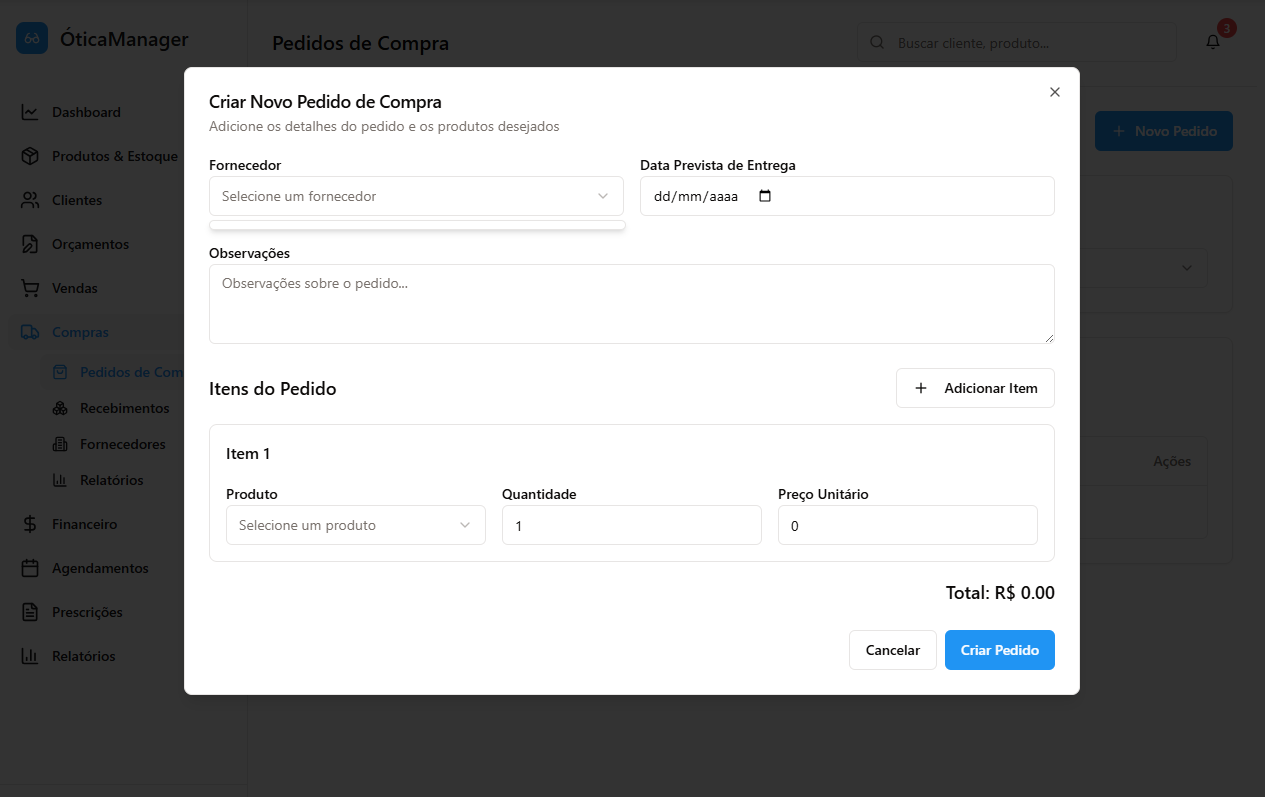 ÓticaManager
Pedidos de Compra
Buscar cliente, produto...
3
Dashboard
Produtos & Estoque
Clientes
Orçamentos
Vendas
Compras
Pedidos de Com
Recebimentos
Fornecedores
Relatórios
Financeiro
Agendamentos
Prescrições
Relatórios
Novo Pedido
Ações
Criar Novo Pedido de Compra
Adicione os detalhes do pedido e os produtos desejados
Fornecedor
Selecione um fornecedor
Data Prevista de Entrega
dd/mm/aaaa
Observações
Observações sobre o pedido...
Itens do Pedido
Adicionar Item
Item 1
Produto
Selecione um produto
Quantidade
1
Preço Unitário
0
Total: R$ 0.00
Cancelar
Criar Pedido